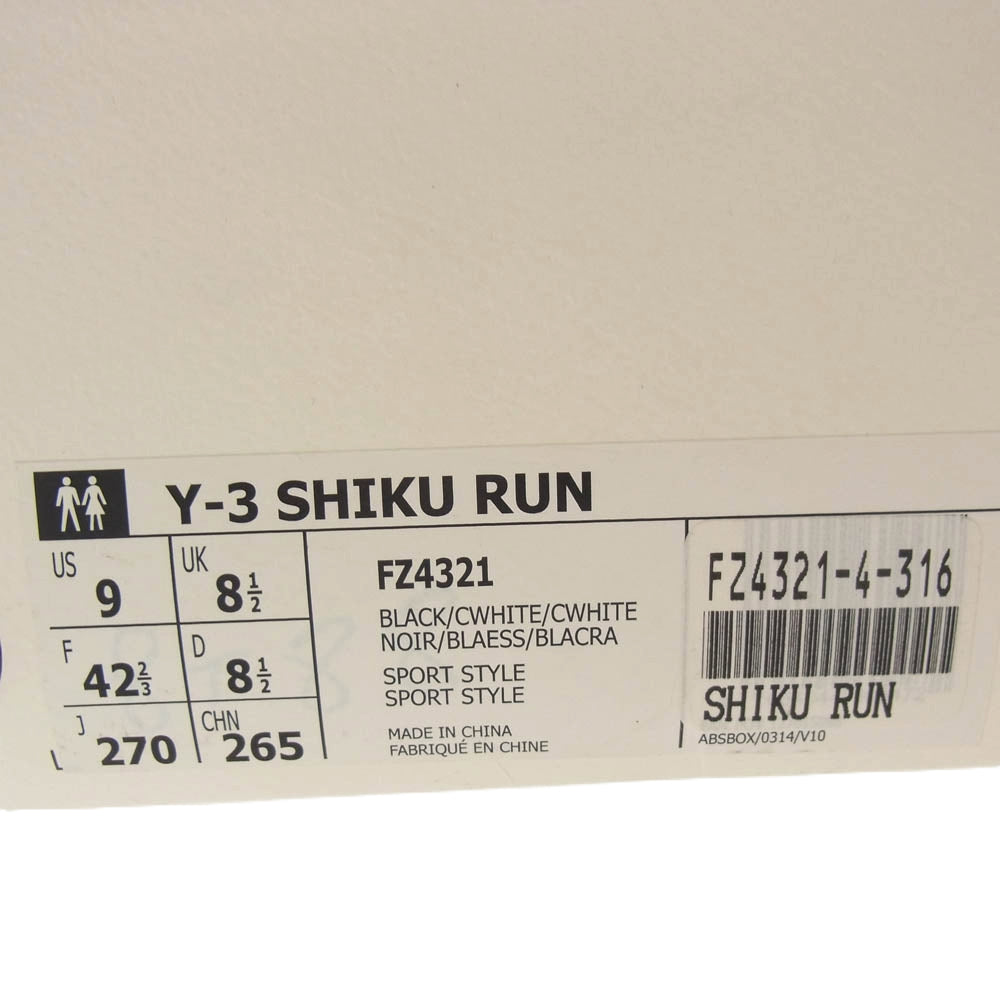 Y-3 SHIKU RUN
US 9 UK 8½
F 42⅔ D 8½
J 270 CHN 265
FZ4321
BLACK/CWHITE/CWHITE
NOIR/BLAESS/BLACRA
SPORT STYLE
SPORT STYLE
MADE IN CHINA
FABRIQUÉ EN CHINE
FZ4321-4-316
SHIKU RUN
ABSBOX/0314/V10